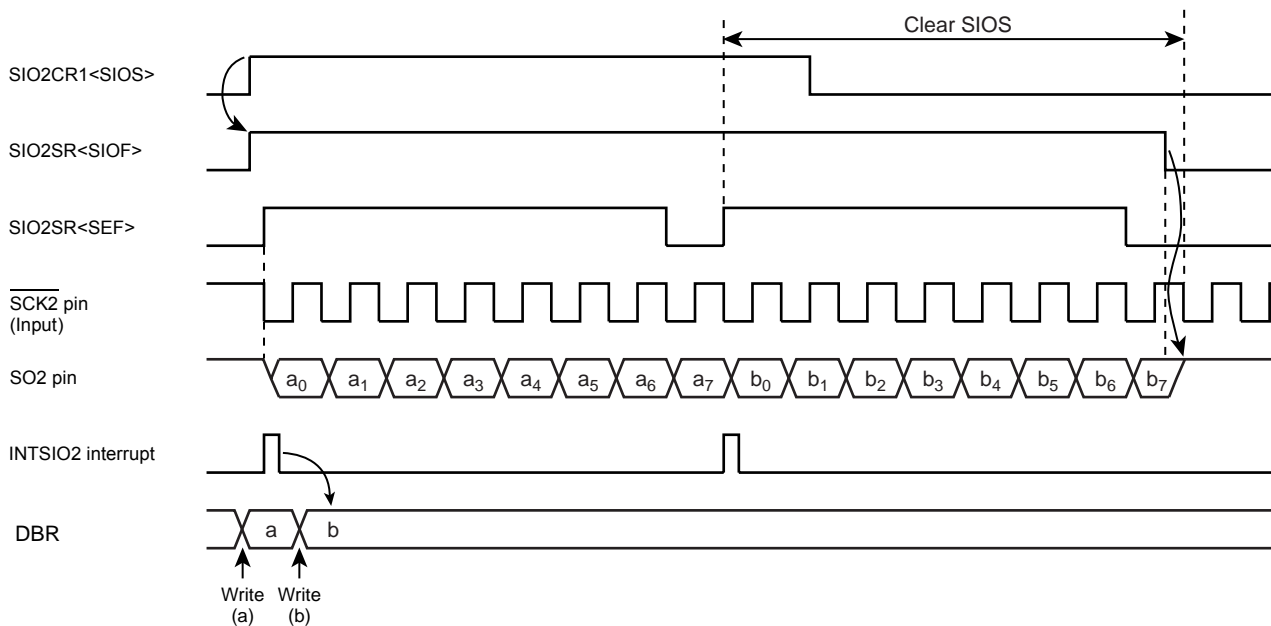 Clear SIOS
SIO2CR1<SIOS>
SIO2SR<SIOF>
SIO2SR<SEF>
SCK2 pin
(Input)
SO2 pin
a0 a1 a2 a3 a4 a5 a6 a7 b0 b1 b2 b3 b4 b5 b6 b7
INTSIO2 interrupt
DBR
a b
Write Write
(a) (b)